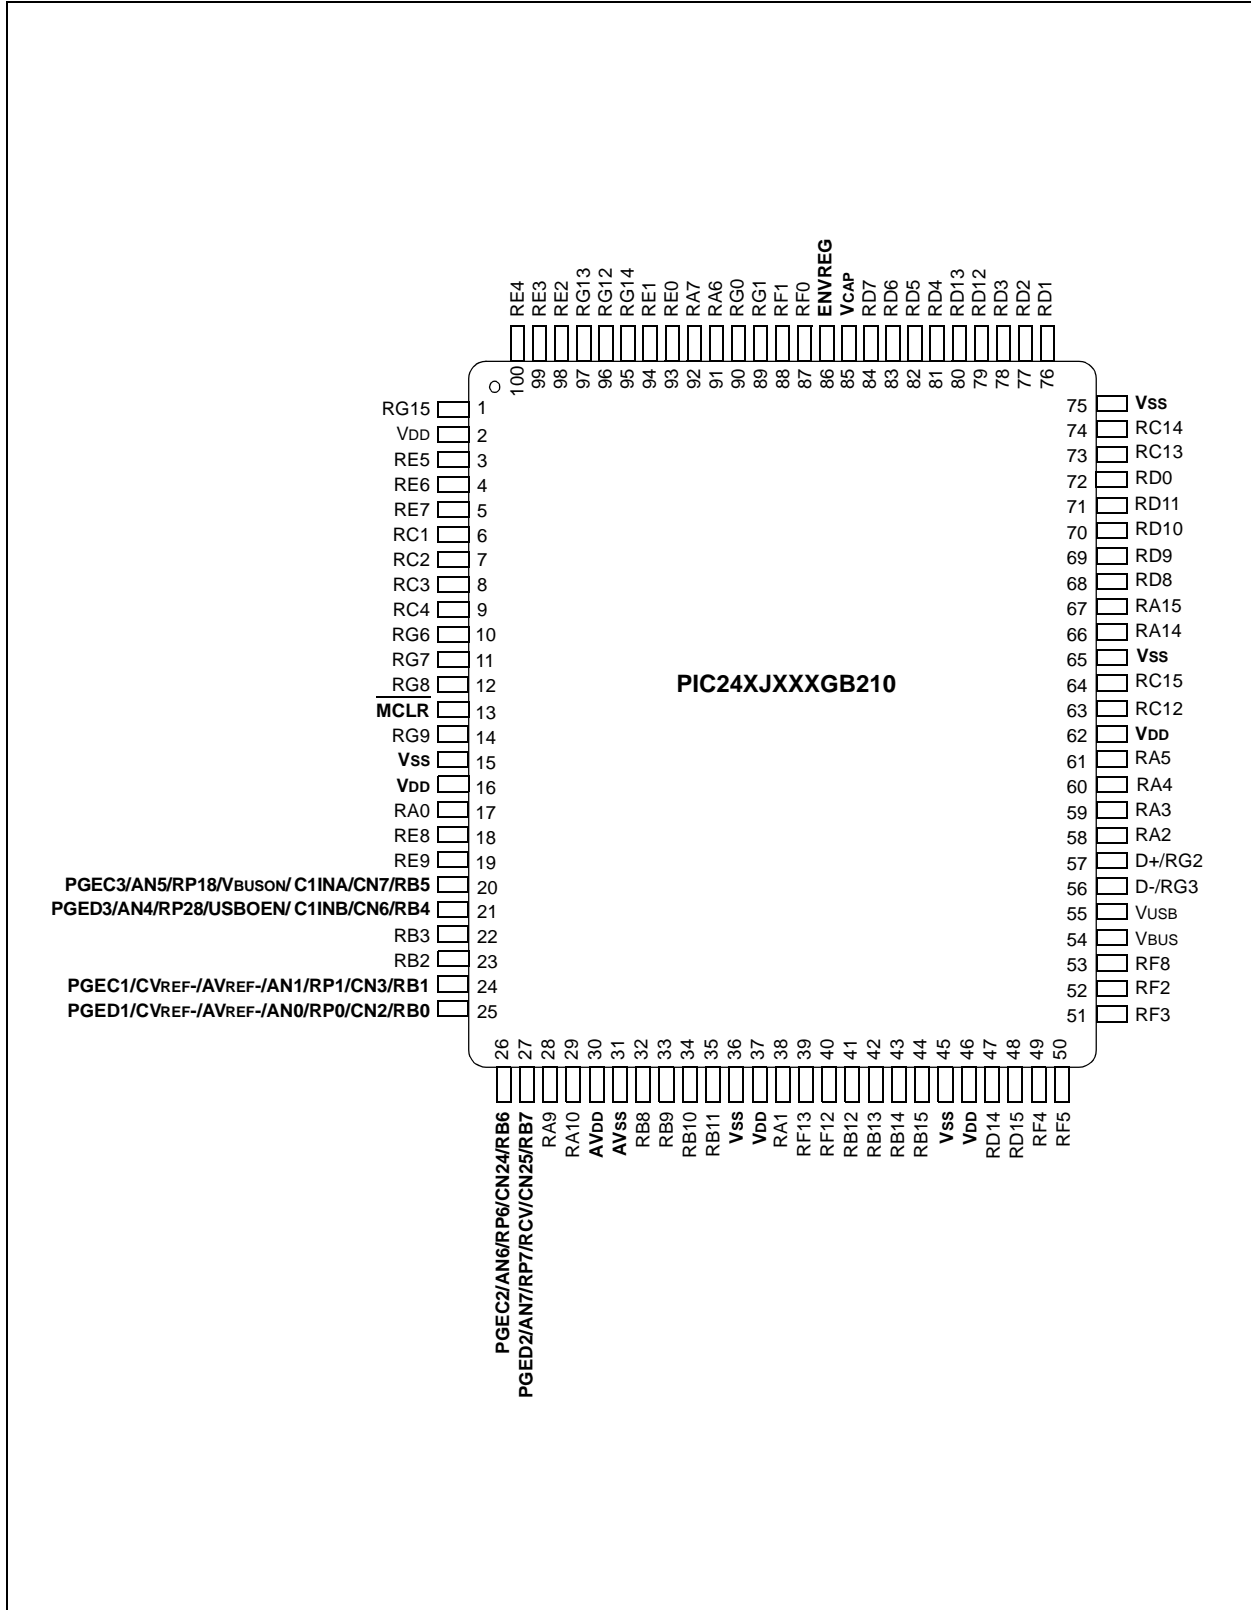 RE4
RE3
RE2
RG13
RG12
RG14
RE1
RE0
RA7
RA6
RG0
RG1
RF1
RF0
ENVREG
VCAP
RD7
RD6
RD5
RD4
RD13
RD12
RD3
RD2
RD1
100
99
98
97
96
95
94
93
92
91
90
89
88
87
86
85
84
83
82
81
80
79
78
77
76
RG15 1
VDD 2
RE5 3
RE6 4
RE7 5
RC1 6
RC2 7
RC3 8
RC4 9
RG6 10
RG7 11
RG8 12
MCLR 13
RG9 14
VSS 15
VDD 16
RA0 17
RE8 18
RE9 19
PGEC3/AN5/RP18/VBUSON/ C1INA/CN7/RB5 20
PGED3/AN4/RP28/USBOEN/ C1INB/CN6/RB4 21
RB3 22
RB2 23
PGEC1/CVREF-/AVREF-/AN1/RP1/CN3/RB1 24
PGED1/CVREF-/AVREF-/AN0/RP0/CN2/RB0 25
PIC24XJXXXGB210
75 VSS
74 RC14
73 RC13
72 RD0
71 RD11
70 RD10
69 RD9
68 RD8
67 RA15
66 RA14
65 VSS
64 RC15
63 RC12
62 VDD
61 RA5
60 RA4
59 RA3
58 RA2
57 D+/RG2
56 D-/RG3
55 VUSB
54 VBUS
53 RF8
52 RF2
51 RF3
26
27
28
29
30
31
32
33
34
35
36
37
38
39
40
41
42
43
44
45
46
47
48
49
50
PGEC2/AN6/RP6/CN24/RB6
PGED2/AN7/RP7/RCV/CN25/RB7
RA9
RA10
AVDD
AVSS
RB8
RB9
RB10
RB11
VSS
VDD
RA1
RF13
RF12
RB12
RB13
RB14
RB15
VSS
VDD
RD14
RD15
RF4
RF5